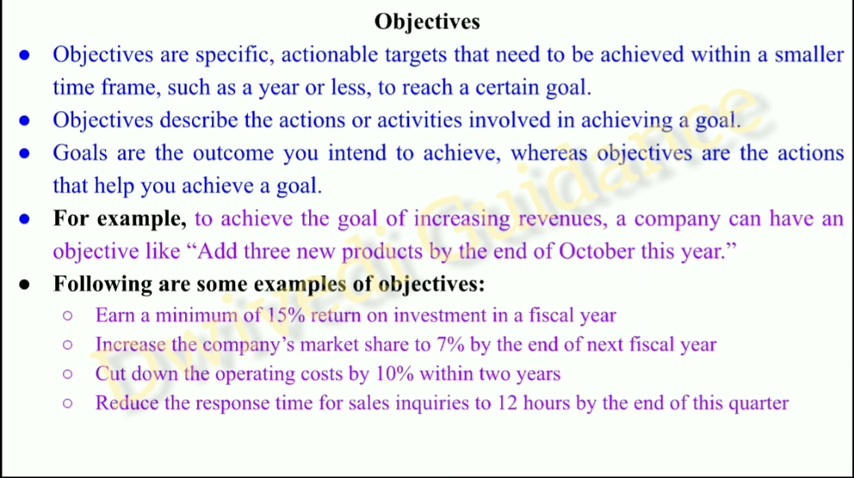 Objectives
● Objectives are specific, actionable targets that need to be achieved within a smaller
time frame, such as a year or less, to reach a certain goal.
● Objectives describe the actions or activities involved in achieving a goal.
● Goals are the outcome you intend to achieve, whereas objectives are the actions
that help you achieve a goal.
● For example, to achieve the goal of increasing revenues, a company can have an
objective like “Add three new products by the end of October this year.”
● Following are some examples of objectives:
○ Earn a minimum of 15% return on investment in a fiscal year
○ Increase the company’s market share to 7% by the end of next fiscal year
○ Cut down the operating costs by 10% within two years
○ Reduce the response time for sales inquiries to 12 hours by the end of this quarter
Dwivedi Guidance